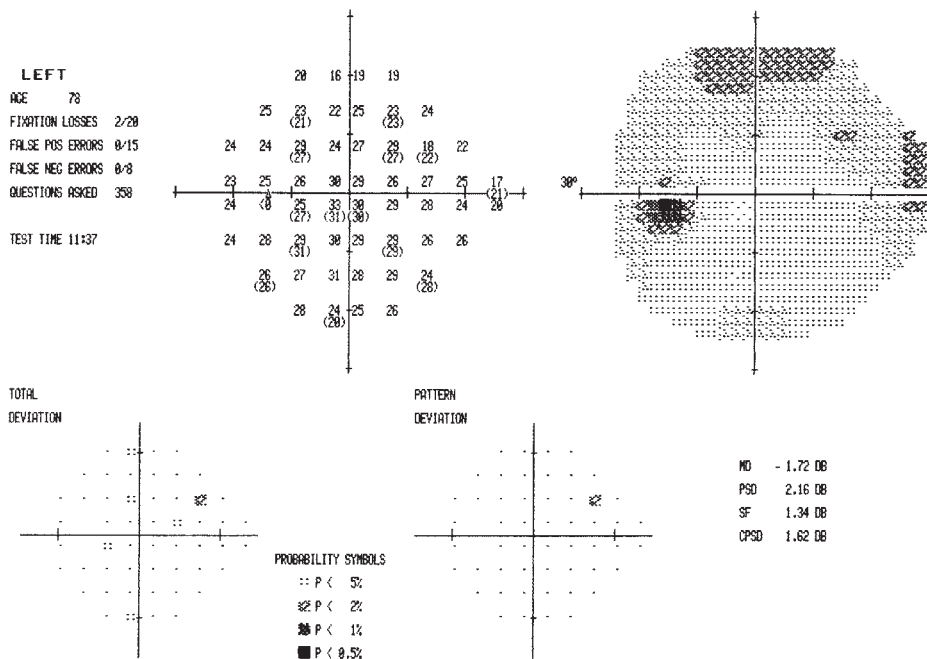 LEFT
AGE 78
FIXATION LOSSES 2/20
FALSE POS ERRORS 0/15
FALSE NEG ERRORS 0/8
QUESTIONS ASKED 358
TEST TIME 11:37
20 16 19 19
25 23 22 25 23 24
(21) (23)
24 24 29 24 27 29 18 22
(27) (27) (22)
23 25 26 30 29 26 27 25 17
(21)
30°
24 <0 25 33 30 29 28 24 20
(27) (31) (30)
24 28 29 30 29 29 26 26
(31) (29)
26 27 31 28 29 24
(26) (28)
28 24 25 26
(20)
TOTAL
DEVIATION
PATTERN
DEVIATION
PROBABILITY SYMBOLS
P < 5%
P < 2%
P < 1%
P < 0.5%
MD - 1.72 DB
PSD 2.16 DB
SF 1.34 DB
CPSD 1.62 DB